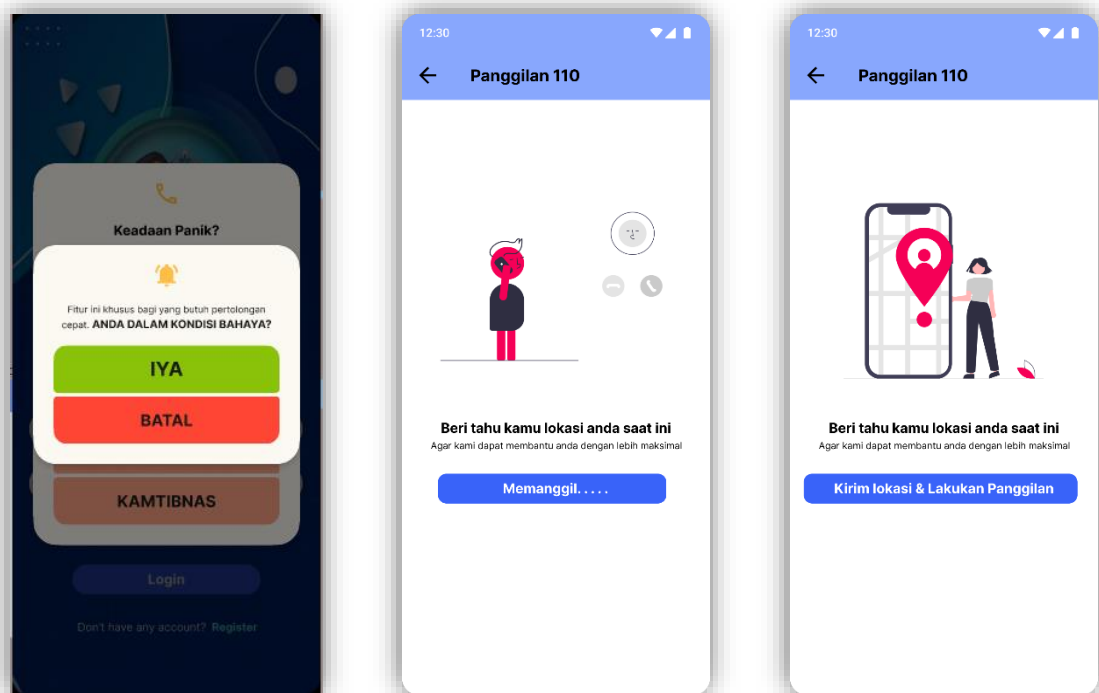 Keadaan Panik?
Fitur ini khusus bagi yang butuh pertolongan
cepat. ANDA DALAM KONDISI BAHAYA?
IYA
BATAL
KAMTIBNAS
Login
Don't have any account? Register
12:30
Panggilan 110
Beri tahu kamu lokasi anda saat ini
Agar kami dapat membantu anda dengan lebih maksimal
Memanggil. . . . .
12:30
Panggilan 110
Beri tahu kamu lokasi anda saat ini
Agar kami dapat membantu anda dengan lebih maksimal
Kirim lokasi & Lakukan Panggilan